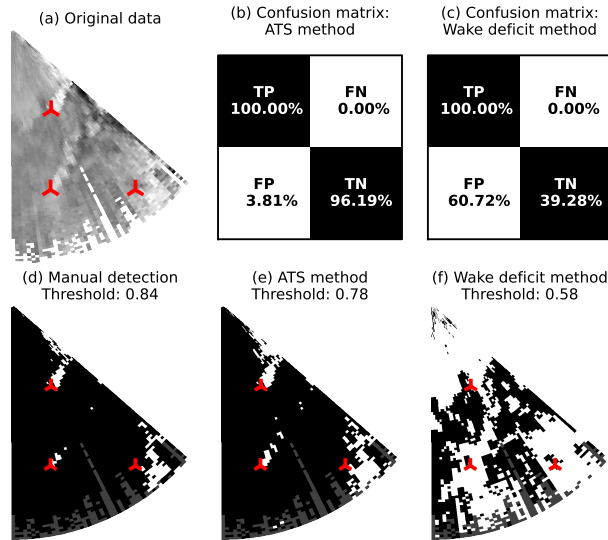 (a) Original data
(b) Confusion matrix:
ATS method
(c) Confusion matrix:
Wake deficit method
TP
100.00%
FN
0.00%
FP
3.81%
TN
96.19%
TP
100.00%
FN
0.00%
FP
60.72%
TN
39.28%
(d) Manual detection
Threshold: 0.84
(e) ATS method
Threshold: 0.78
(f) Wake deficit method
Threshold: 0.58